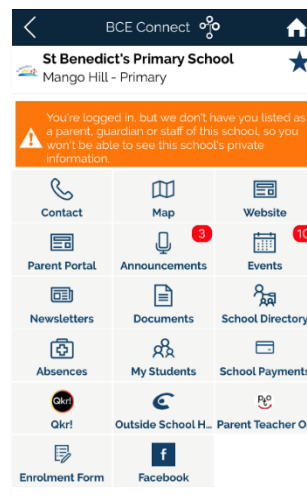 BCE Connect
St Benedict's Primary School
Mango Hill - Primary
You're logged in, but we don't have you listed as
a parent, guardian or staff of this school, so you
won't be able to see this school's private
information.
Contact Map Website
3 10
Parent Portal Announcements Events
Newsletters Documents School Directory
Absences My Students School Payments
Qkr!
Qkr! Outside School H... Parent Teacher O
Enrolment Form Facebook